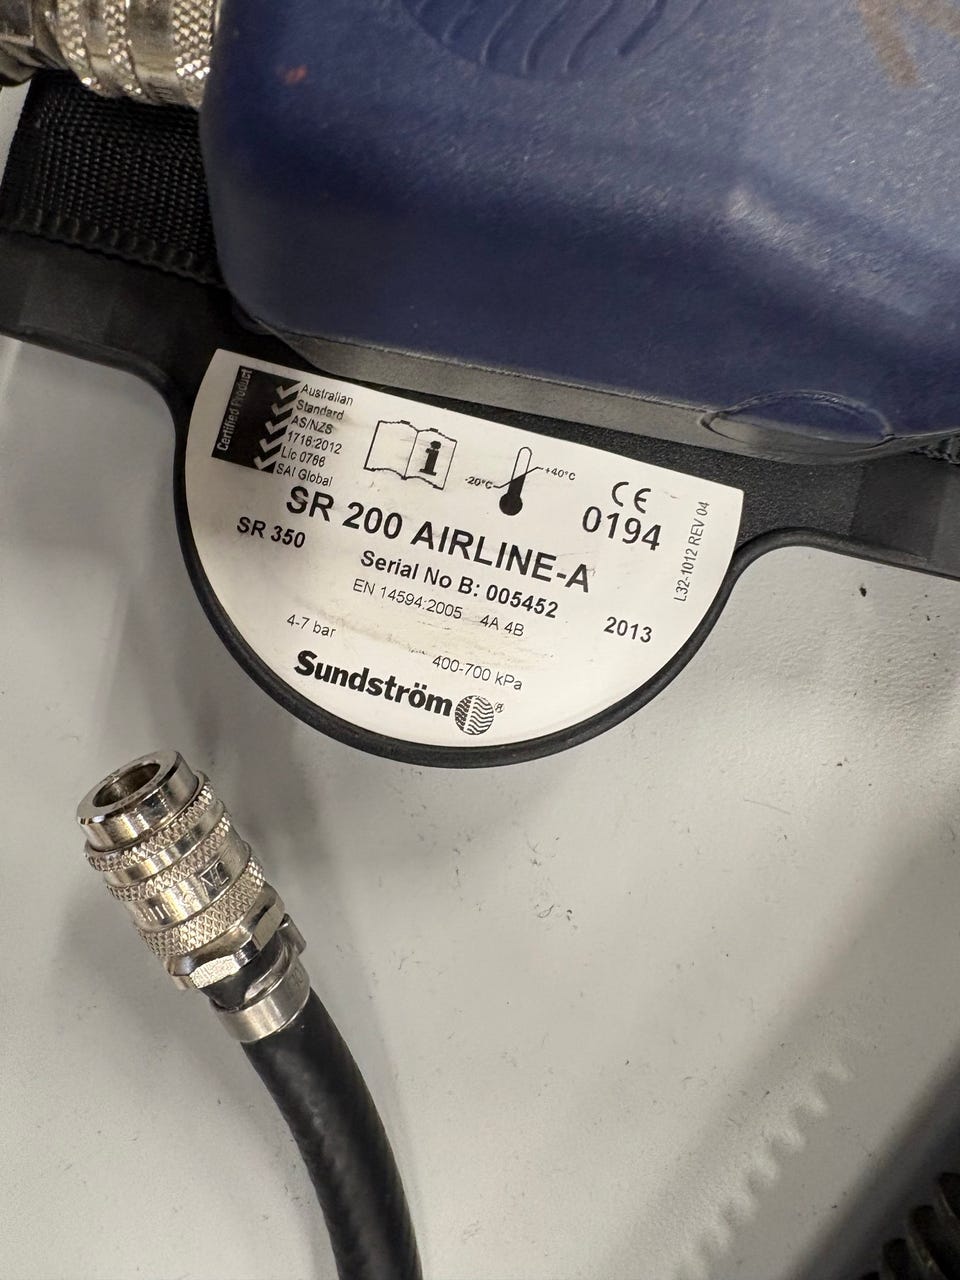 Certified Product
Australian
Standard
AS/NZS
1716:2012
Lic 0766
SAI Global
i
-20°C
+40°C
CE
0194
SR 200 AIRLINE-A
SR 350
Serial No B: 005452
EN 14594:2005 4A 4B
2013
4-7 bar
400-700 kPa
Sundström ®
L32-1012 REV 04